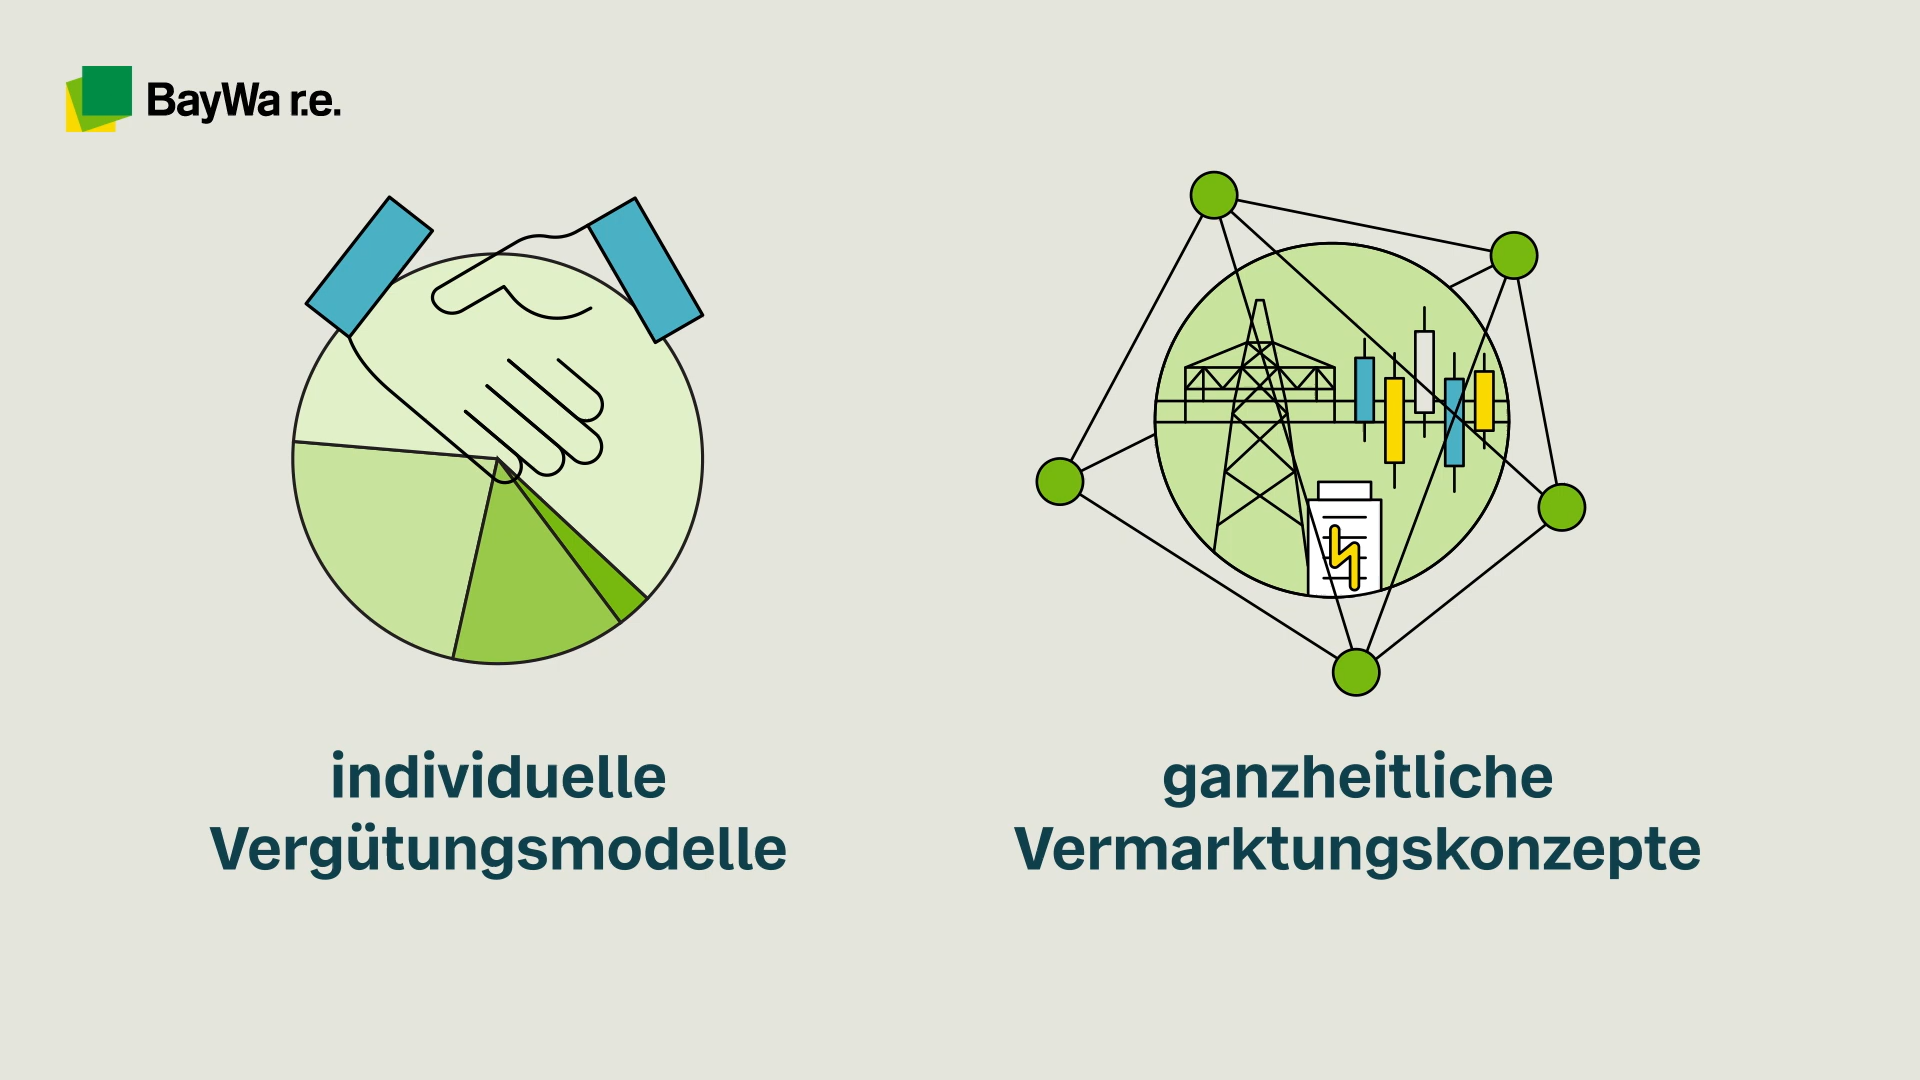 BayWa r.e.
individuelle
Vergütungsmodelle
ganzheitliche
Vermarktungskonzepte